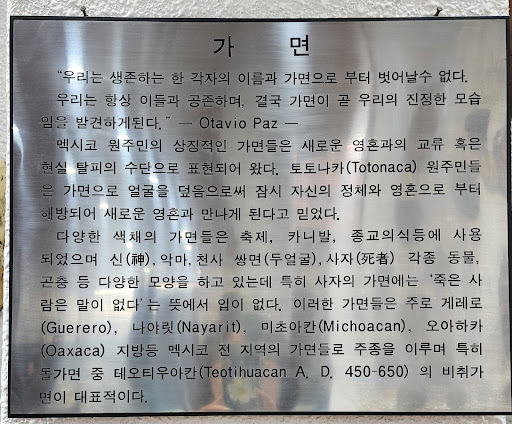 가 면
"우리는 생존하는 한 각자의 이름과 가면으로 부터 벗어날수 없다.
우리는 항상 이들과 공존하며, 결국 가면이 곧 우리의 진정한 모습
임을 발견하게된다." — Otavio Paz —
멕시코 원주민의 상징적인 가면들은 새로운 영혼과의 교류 혹은
현실 탈피의 수단으로 표현되어 왔다. 토토나카(Totonaca) 원주민들
은 가면으로 얼굴을 덮음으로써 잠시 자신의 정체와 영혼으로 부터
해방되어 새로운 영혼과 만나게 된다고 믿었다.
다양한 색채의 가면들은 축제, 카니발, 종교의식등에 사용
되었으며 신(神),악마,천사 쌍면(두얼굴),사자(死者) 각종 동물,
곤충 등 다양한 모양을 하고 있는데 특히 사자의 가면에는 '죽은 사
람은 말이 없다'는 뜻에서 입이 없다. 이러한 가면들은 주로 게레로
(Guerero), 나야릿(Nayarit), 미초아칸(Michoacan), 오아하카
(Oaxaca) 지방등 멕시코 전 지역의 가면들로 주종을 이루며 특히
돌가면 중 테오티우아칸(Teotihuacan A. D. 450-650) 의 비취가
면이 대표적이다.